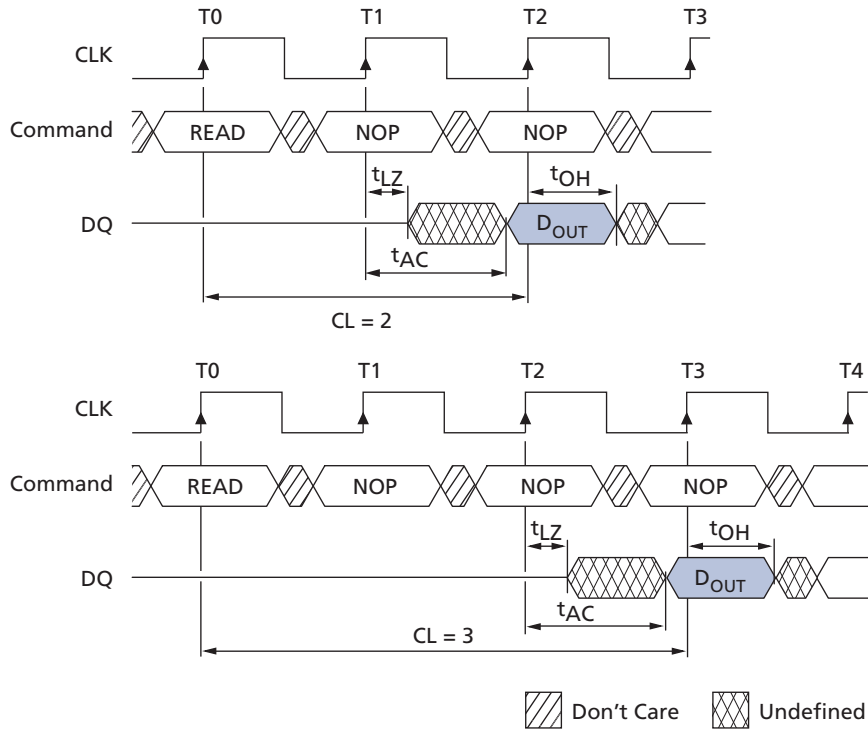 T0 T1 T2 T3
CLK
Command READ NOP NOP
tLZ tOH
DQ DOUT
tAC
CL = 2
T0 T1 T2 T3 T4
CLK
Command READ NOP NOP NOP
tLZ tOH
DQ DOUT
tAC
CL = 3
Don't Care Undefined